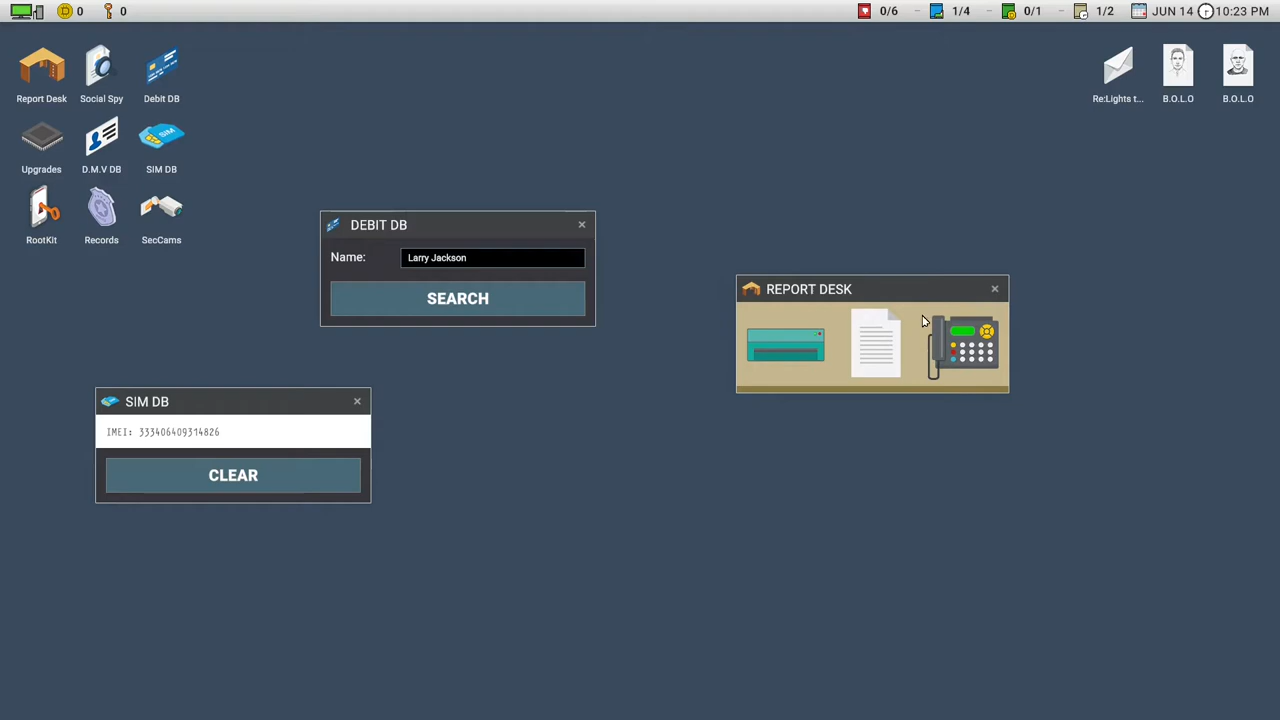 0 0 0/6 1/4 0/1 1/2 JUN 14 10:23 PM
Report Desk Social Spy Debit DB
Re:Lights t... B.O.L.O B.O.L.O
Upgrades D.M.V DB SIM DB
SIM
RootKit Records SecCams
DEBIT DB
Name: Larry Jackson
SEARCH
REPORT DESK
SIM DB
IMEI: 333406409314826
CLEAR